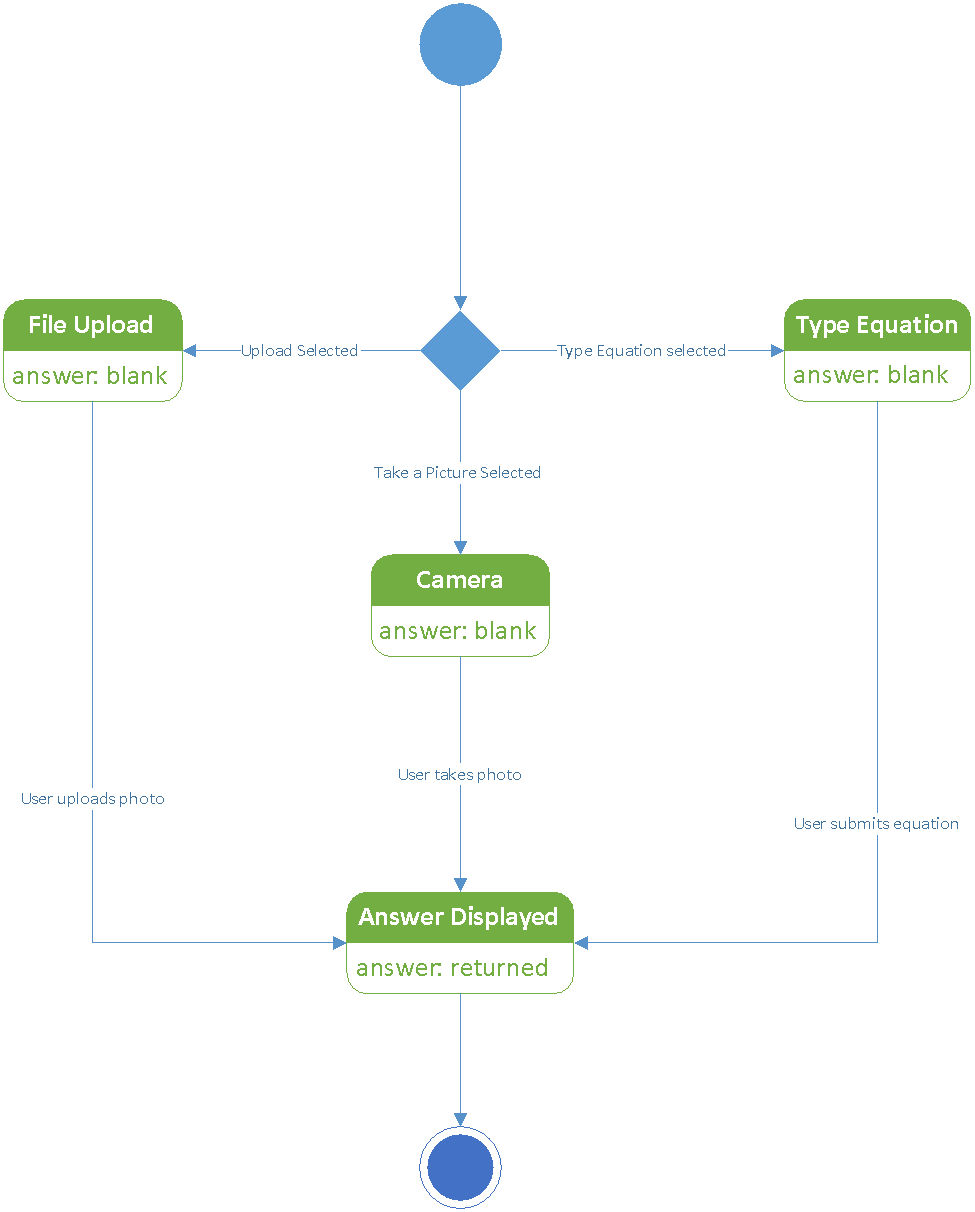 File Upload
answer: blank
Upload Selected
Type Equation selected
Type Equation
answer: blank
Take a Picture Selected
Camera
answer: blank
User takes photo
User uploads photo
User submits equation
Answer Displayed
answer: returned